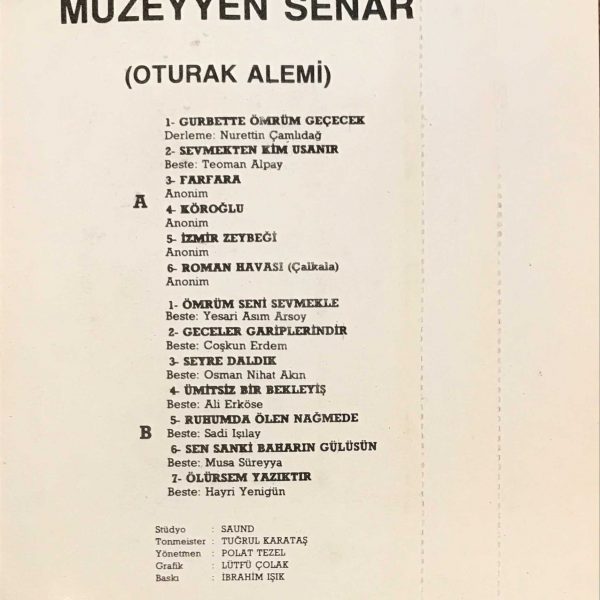 MÜZEYYEN SENAR
(OTURAK ALEMİ)
A
1- GURBETTE ÖMRÜM GEÇECEK
Derleme: Nurettin Çamlıdağ
2- SEVMEKTEN KİM USANIR
Beste: Teoman Alpay
3- FARFARA
Anonim
4- KÖROĞLU
Anonim
5- İZMİR ZEYBEĞİ
Anonim
6- ROMAN HAVASI (Çalkala)
Anonim
B
1- ÖMRÜM SENİ SEVMEKLE
Beste: Yesari Asım Arsoy
2- GECELER GARİPLERİNDİR
Beste: Coşkun Erdem
3- SEYRE DALDIK
Beste: Osman Nihat Akın
4- ÜMİTSİZ BİR BEKLEYİŞ
Beste: Ali Erköse
5- RUHUMDA ÖLEN NAĞMEDE
Beste: Sadi Işılay
6- SEN SANKİ BAHARIN GÜLÜSÜN
Beste: Musa Süreyya
7- ÖLÜRSEM YAZIKTIR
Beste: Hayri Yenigün
Stüdyo : SAUND
Tonmeister : TUĞRUL KARATAŞ
Yönetmen : POLAT TEZEL
Grafik : LÜTFÜ ÇOLAK
Baskı : İBRAHİM IŞIK